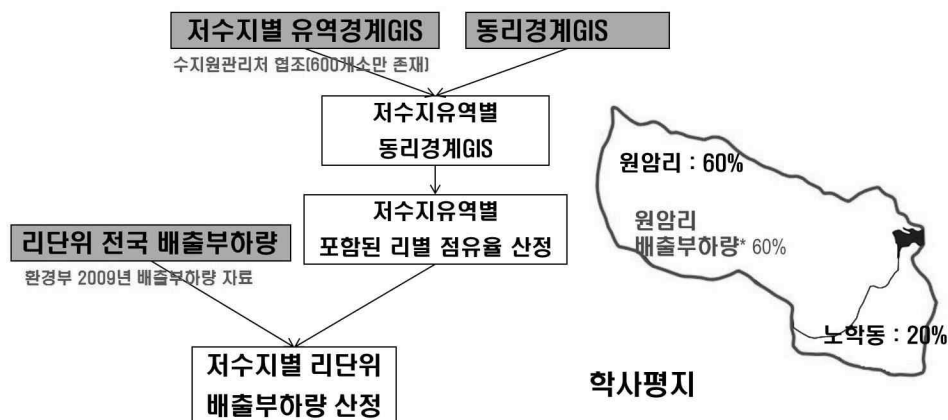 저수지별 유역경계GIS
동리경계GIS
수지원관리처 협조(600개소만 존재)
저수지유역별
동리경계GIS
저수지유역별
포함된 리별 점유율 산정
리단위 전국 배출부하량
환경부 2009년 배출부하량 자료
저수지별 리단위
배출부하량 산정
원암리 : 60%
원암리
배출부하량* 60%
노학동 : 20%
학사평지